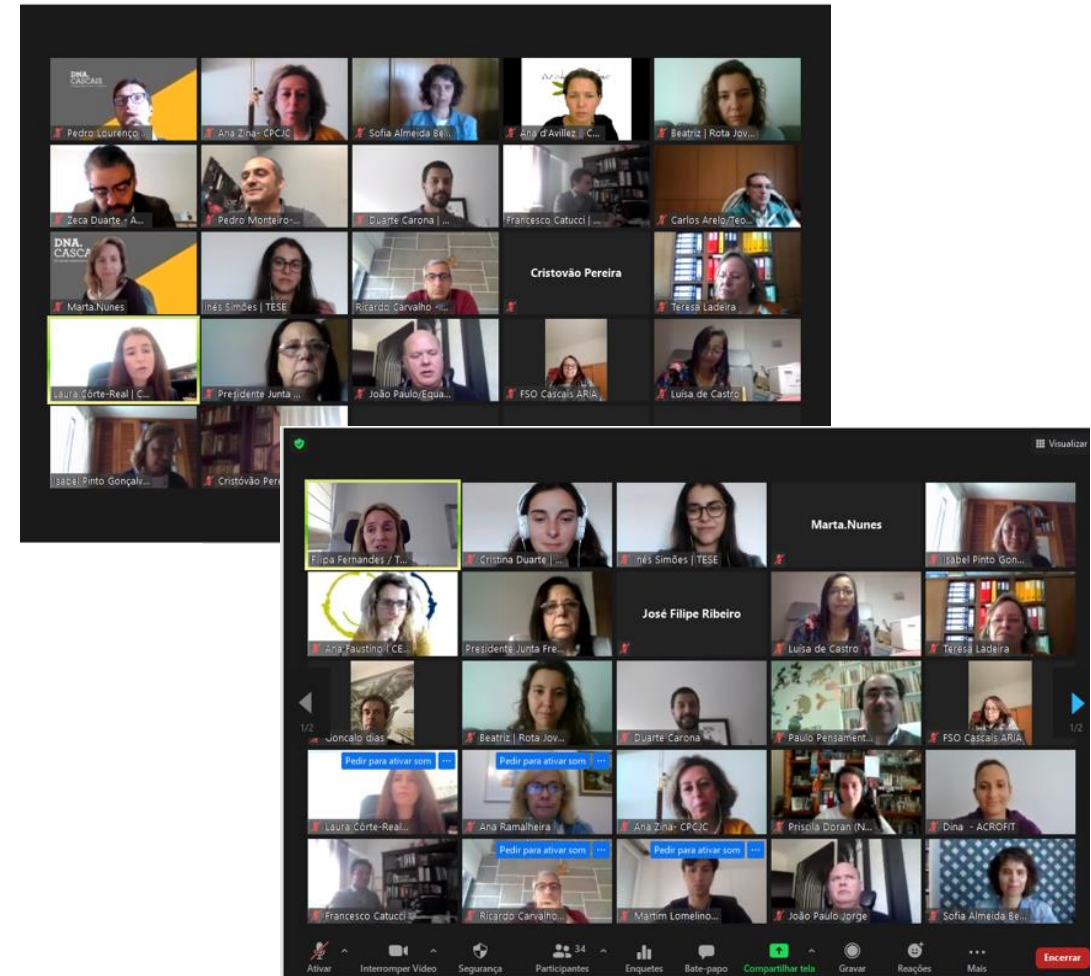 DNA.
CASCAIS
Pedro Lourenço...
Ana Zina- CPCJC
Sofia Almeida Be...
Ana d'Avillez | C...
Beatriz | Rota Jov...
Zeca Duarte - A...
Pedro Monteiro-...
Duarte Carona | ...
Francesco Catucci | ...
Carlos Arelo/Teo...
DNA.
CASCA
Marta.Nunes
Inês Simões | TESE
Ricardo Carvalho - ...
Cristovão Pereira
Teresa Ladeira
Laura Côrte-Real | C...
Presidente Junta ...
João Paulo/Equa...
FSO Cascais ARIA
Luísa de Castro
Isabel Pinto Gonçalv...
Cristóvão Per
Visualizar
Filipa Fernandes / T...
Cristina Duarte | ...
Inês Simões | TESE
Marta.Nunes
Isabel Pinto Gon...
Ana Faustino | CE...
Presidente Junta Fre...
José Filipe Ribeiro
Luísa de Castro
Teresa Ladeira
1/2
1/2
Goncalo dias
Beatriz | Rota Jov...
Duarte Carona
Paulo Pensament...
FSO Cascais ARIA
Pedir para ativar som ...
Pedir para ativar som ...
Laura Côrte-Real...
Ana Ramalheira
Ana Zina- CPCJC
Priscila Doran (N...
Dina - ACROFIT
Pedir para ativar som ...
Pedir para ativar som ...
Francesco Catucci
Ricardo Carvalho...
Martim Lomelino...
João Paulo Jorge
Sofia Almeida Be...
34
Ativar
Interromper Vídeo
Segurança
Participantes
Enquetes
Bate-papo
Compartilhar tela
Gravar
Reações
Mais
Encerrar